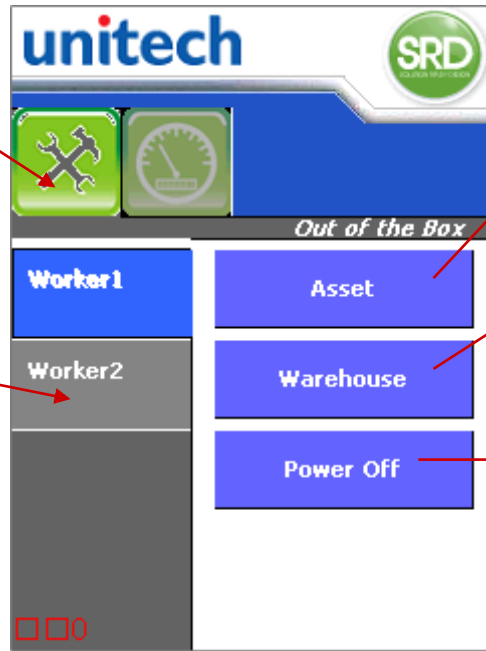 unitech
SRD
Out of the Box
Worker1
Asset
Worker2
Warehouse
Power Off
□□0